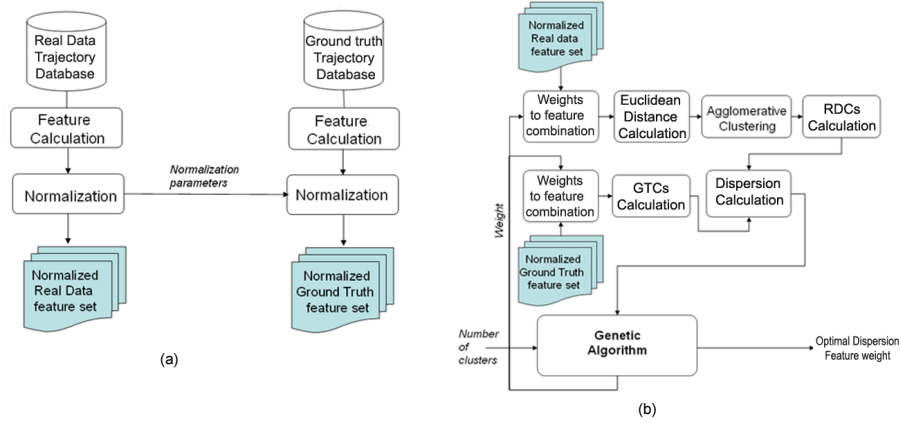 Real Data
Trajectory
Database
Ground truth
Trajectory
Database
Feature
Calculation
Feature
Calculation
Normalization
parameters
Normalization
Normalization
Normalized
Real Data
feature set
Normalized
Ground Truth
feature set
(a)
Normalized
Real data
feature set
Weights
to feature
combination
Euclidean
Distance
Calculation
Agglomerative
Clustering
RDCs
Calculation
Weights
to feature
combination
GTCs
Calculation
Dispersion
Calculation
Weight
Normalized
Ground Truth
feature set
Number
of
clusters
Genetic
Algorithm
Optimal Dispersion
Feature weight
(b)